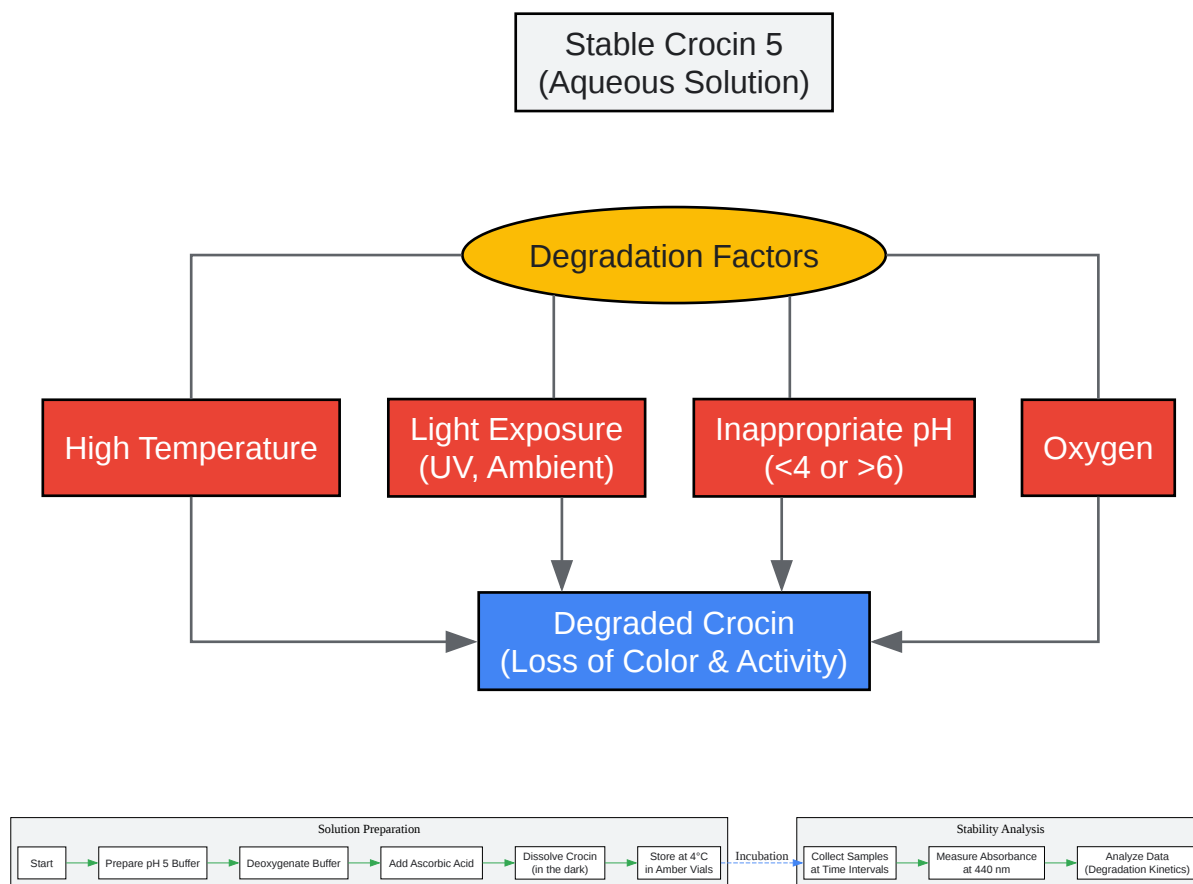 Stable Crocin 5
(Aqueous Solution)
Degradation Factors
High Temperature
Light Exposure
(UV, Ambient)
Inappropriate pH
(<4 or >6)
Oxygen
Degraded Crocin
(Loss of Color & Activity)
Solution Preparation
Start
Prepare pH 5 Buffer
Deoxygenate Buffer
Add Ascorbic Acid
Dissolve Crocin
(in the dark)
Store at 4°C
in Amber Vials
Incubation
Stability Analysis
Collect Samples
at Time Intervals
Measure Absorbance
at 440 nm
Analyze Data
(Degradation Kinetics)